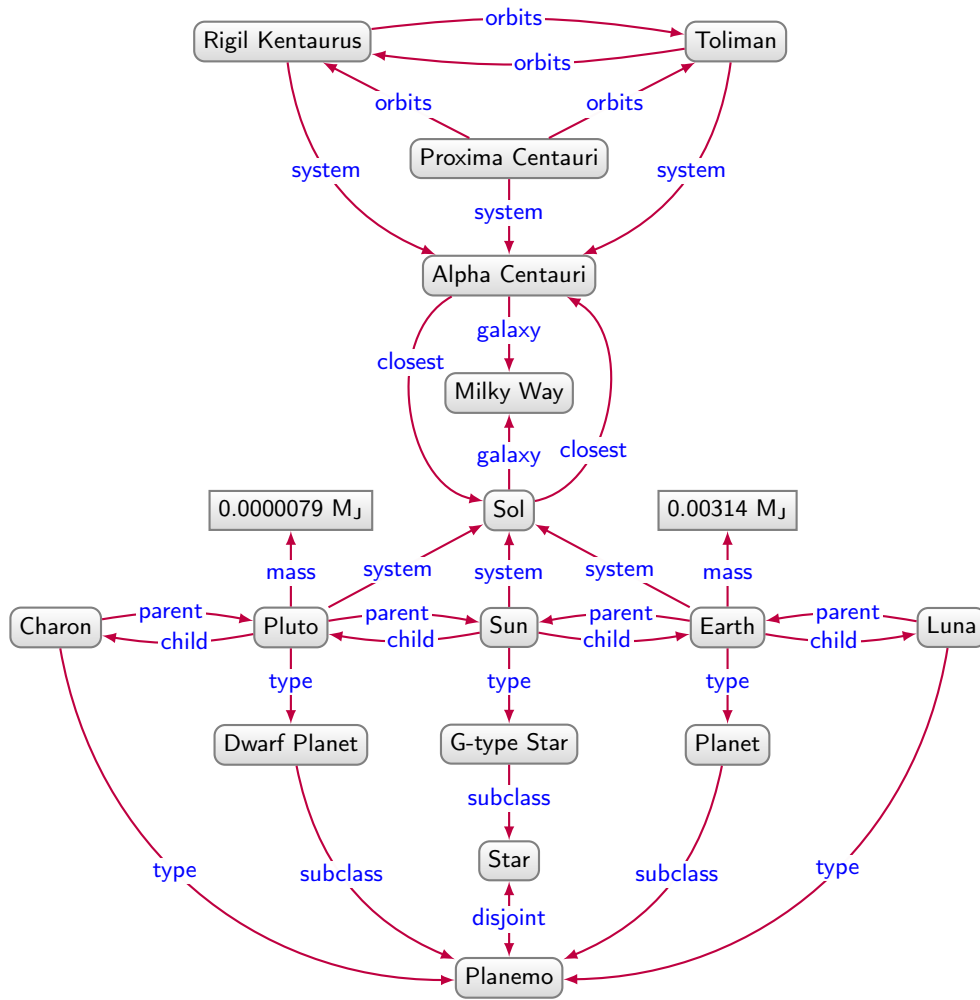 orbits
Rigil Kentaurus
Toliman
orbits
orbits
orbits
Proxima Centauri
system
system
system
Alpha Centauri
galaxy
closest
Milky Way
closest
galaxy
0.0000079 MJ
Sol
0.00314 MJ
mass
system
system
system
mass
parent
parent
parent
parent
Charon
Pluto
Sun
Earth
Luna
child
child
child
child
type
type
type
Dwarf Planet
G-type Star
Planet
subclass
Star
type
subclass
subclass
type
disjoint
Planemo